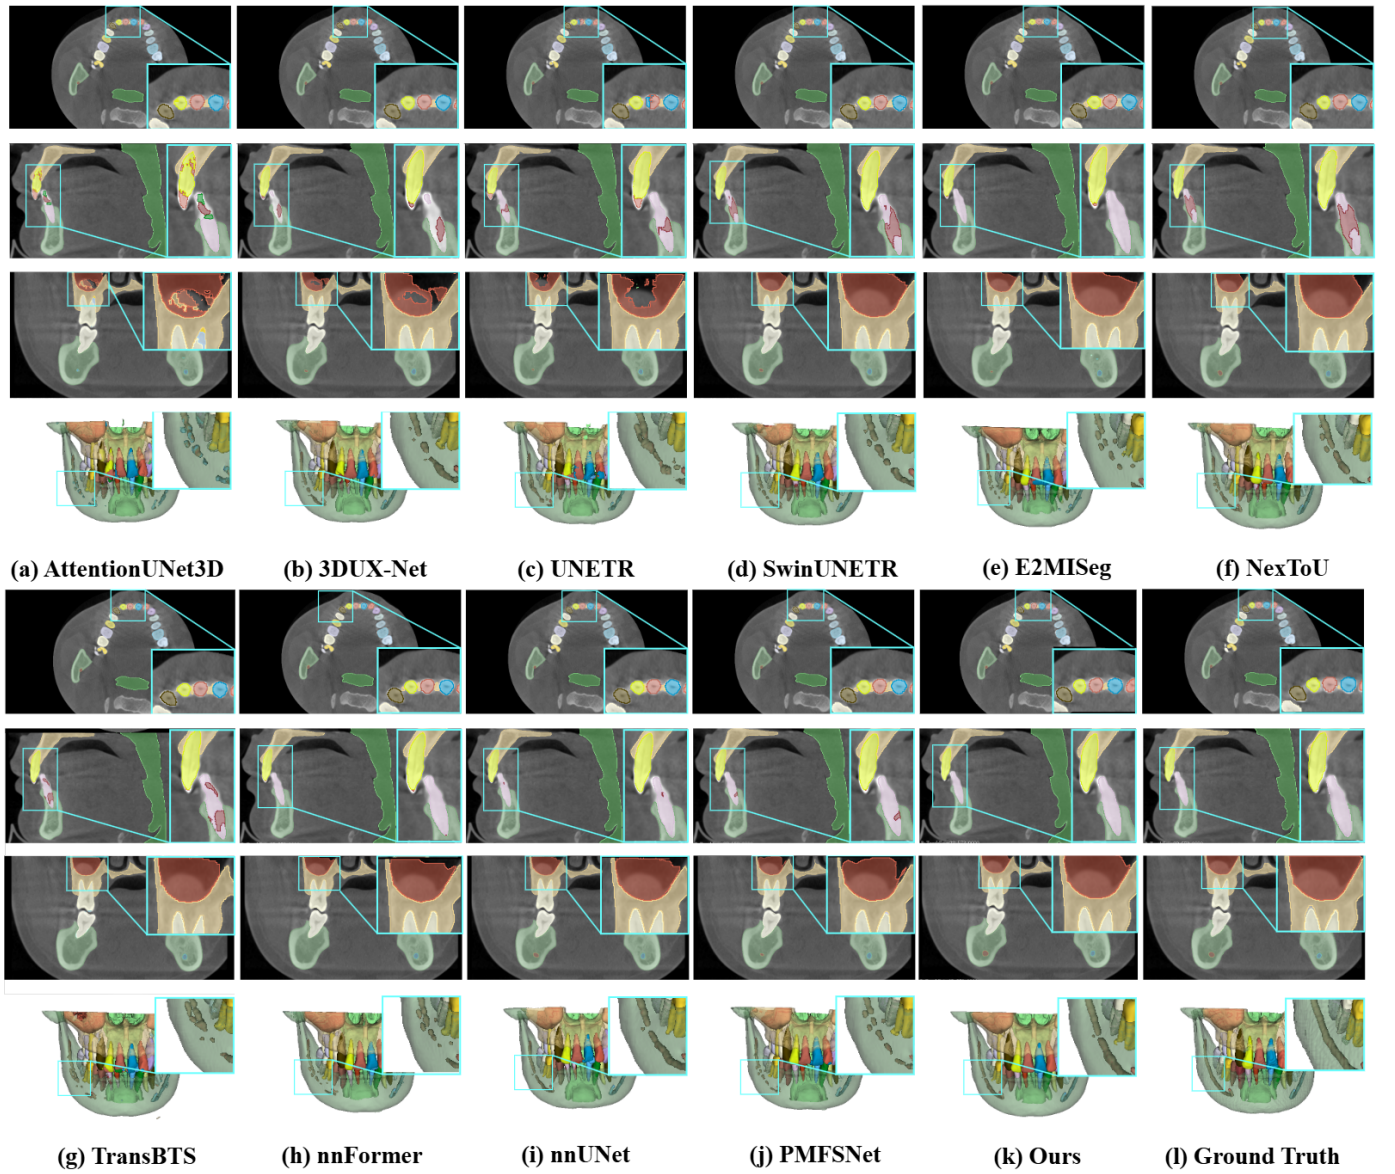 (a) AttentionUNet3D (b) 3DUX-Net (c) UNETR (d) SwinUNETR (e) E2MISeg (f) NexToU
(g) TransBTS (h) nnFormer (i) nnUNet (j) PMFSNet (k) Ours (l) Ground Truth